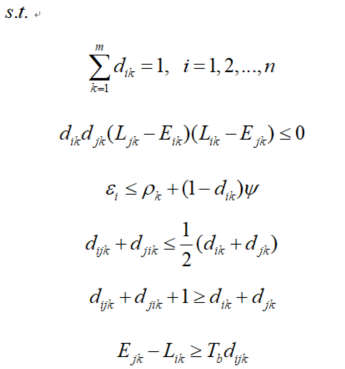 s.t.
\sum_{k=1}^{m} d_{ik} = 1, i = 1, 2, ..., n
d_{ik} d_{jk} (L_{jk} - E_{ik})(L_{ik} - E_{jk}) ≤ 0
ε_i ≤ ρ_k + (1 - d_{ik})ψ
d_{ijk} + d_{jik} ≤ \frac{1}{2}(d_{ik} + d_{jk})
d_{ijk} + d_{jik} + 1 ≥ d_{ik} + d_{jk}
E_{jk} - L_{ik} ≥ T_b d_{ijk}